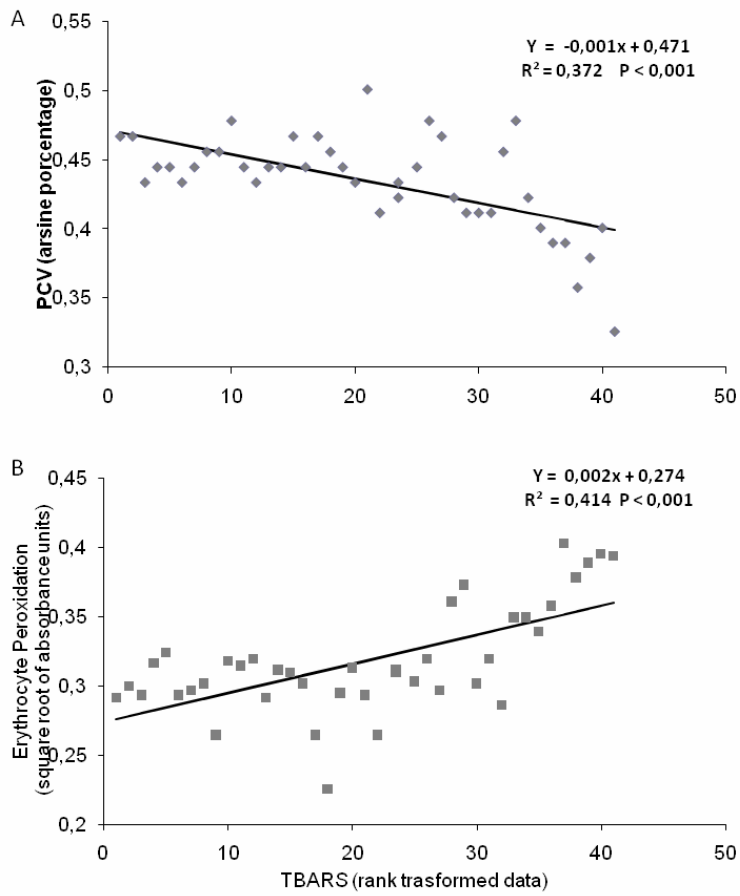 A
Y = -0,001x + 0,471
R² = 0,372 P < 0,001
PCV (arsine porcentage)
0,55
0,5
0,45
0,4
0,35
0,3
0 10 20 30 40 50
B
Y = 0,002x + 0,274
R² = 0,414 P < 0,001
Erythrocyte Peroxidation
(square root of absorbance units)
0,45
0,4
0,35
0,3
0,25
0,2
0 10 20 30 40 50
TBARS (rank trasformed data)